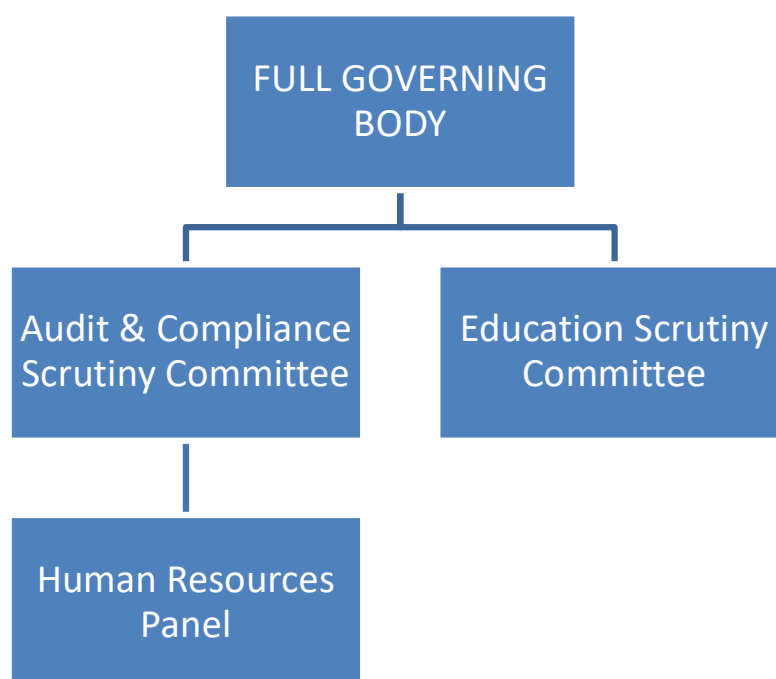 FULL GOVERNING
BODY
Audit & Compliance
Scrutiny Committee
Education Scrutiny
Committee
Human Resources
Panel